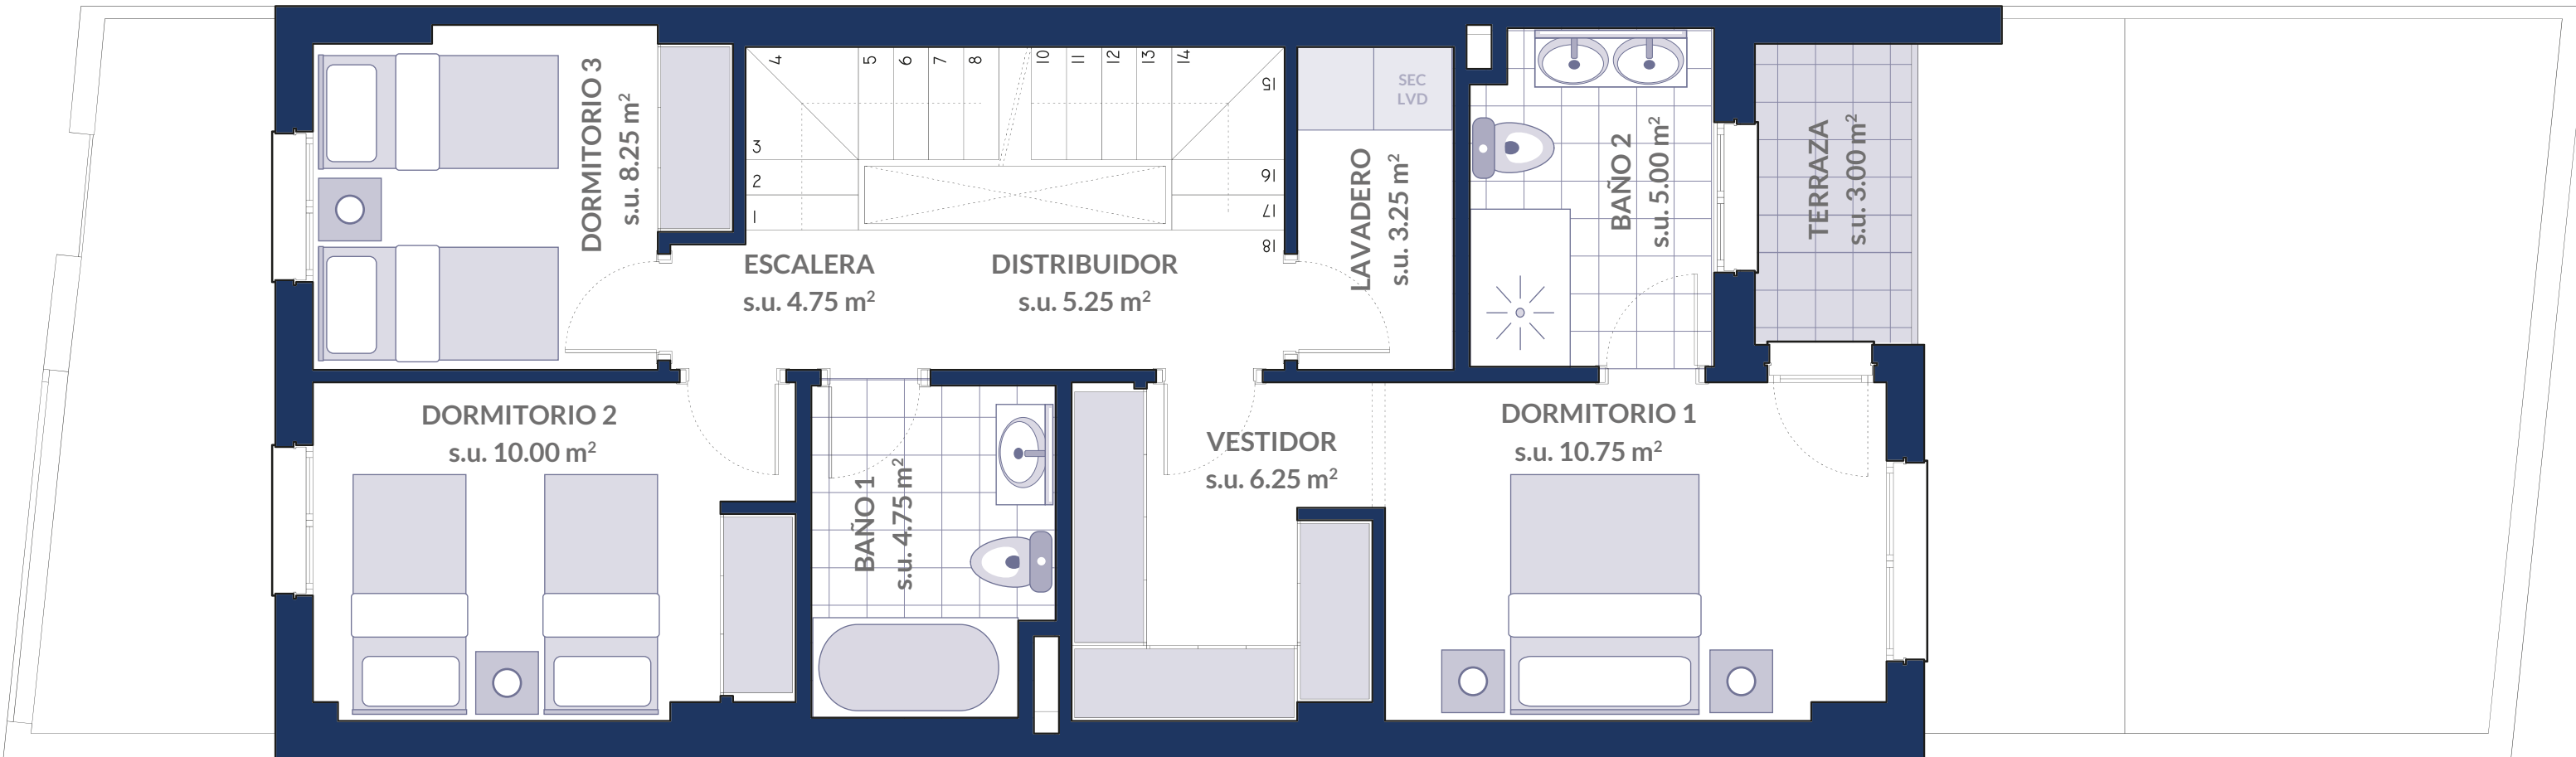 DORMITORIO 3
s.u. 8.25 m²
4
5
6
7
8
10
11
12
13
14
15
3
2
1
16
17
18
SEC
LVD
ESCALERA
s.u. 4.75 m²
DISTRIBUIDOR
s.u. 5.25 m²
LAVADERO
s.u. 3.25 m²
BAÑO 2
s.u. 5.00 m²
TERRAZA
s.u. 3.00 m²
DORMITORIO 2
s.u. 10.00 m²
BAÑO 1
s.u. 4.75 m²
VESTIDOR
s.u. 6.25 m²
DORMITORIO 1
s.u. 10.75 m²